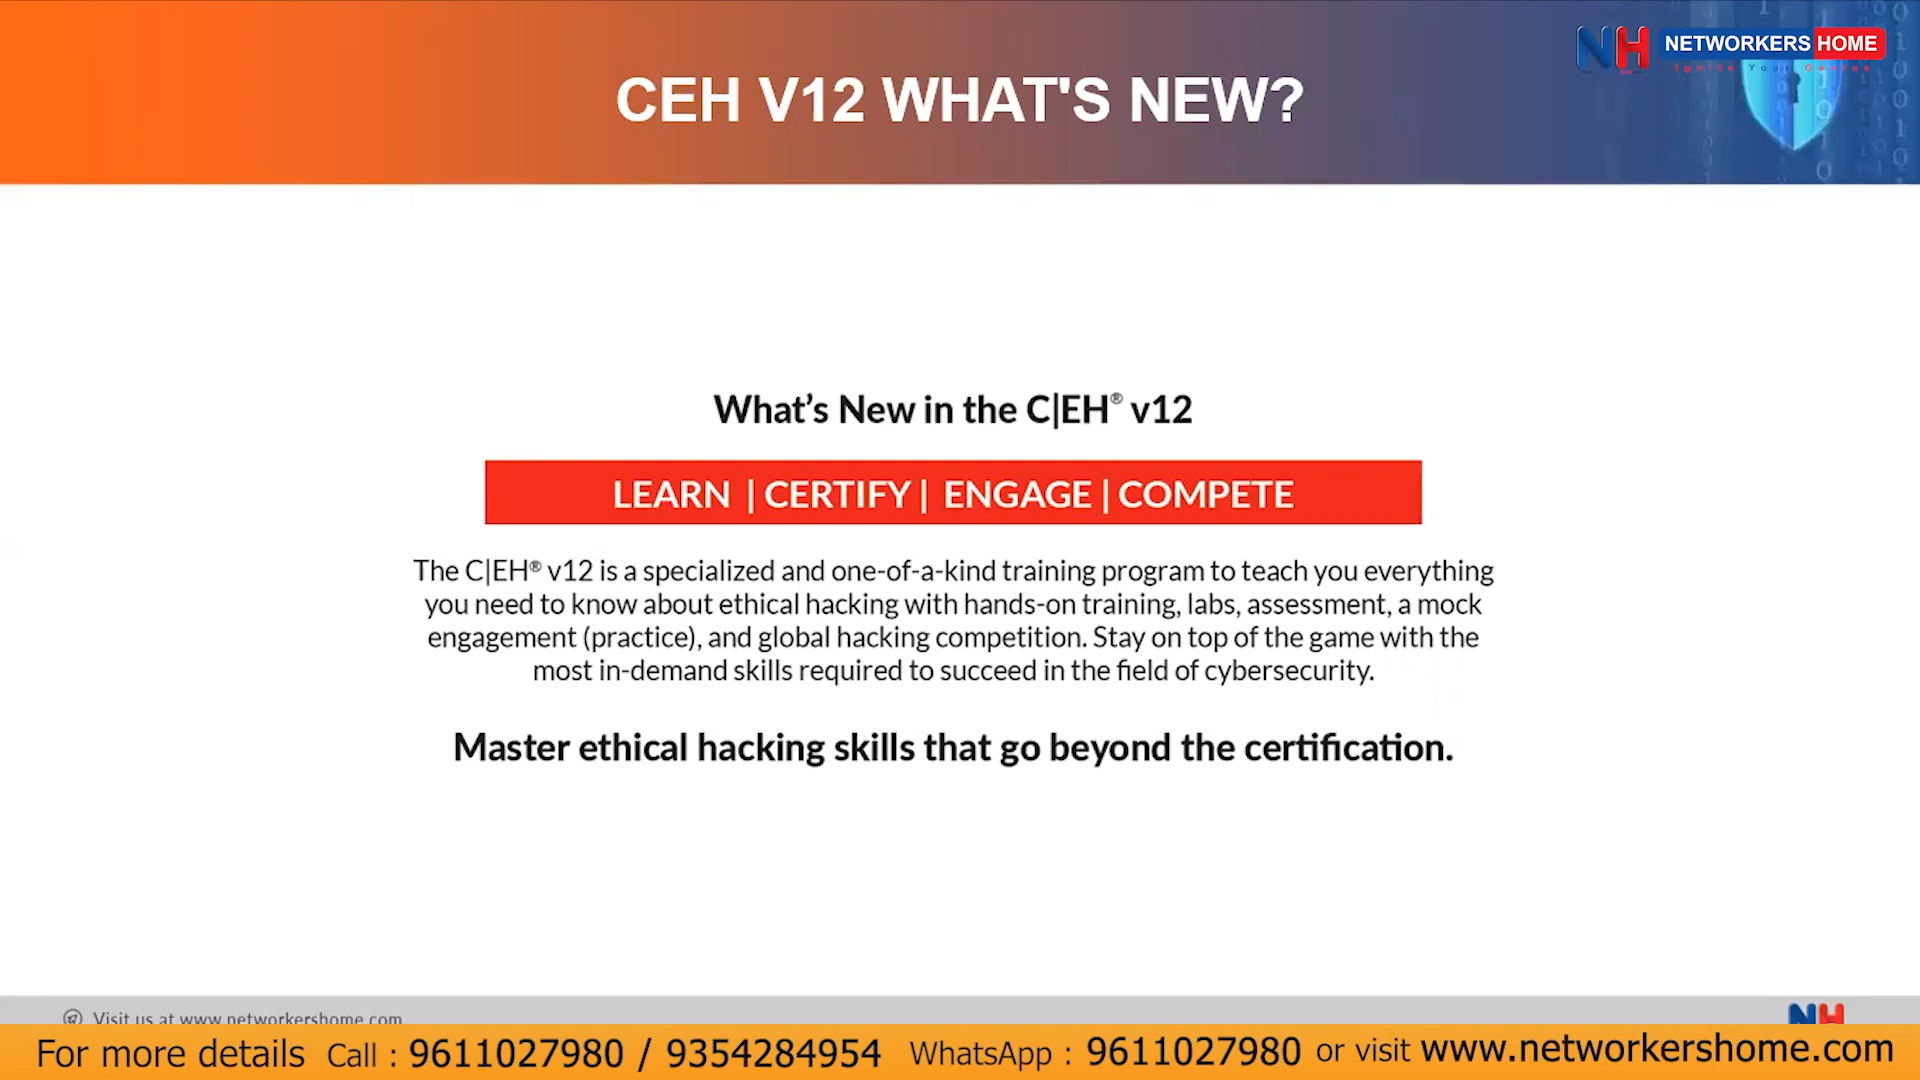 NH NETWORKERS HOME
Ignite Your Genius
CEH V12 WHAT'S NEW?
What's New in the C|EH® v12
LEARN | CERTIFY | ENGAGE | COMPETE
The C|EH® v12 is a specialized and one-of-a-kind training program to teach you everything
you need to know about ethical hacking with hands-on training, labs, assessment, a mock
engagement (practice), and global hacking competition. Stay on top of the game with the
most in-demand skills required to succeed in the field of cybersecurity.
Master ethical hacking skills that go beyond the certification.
Visit us at www.networkershome.com
NH
For more details Call : 9611027980 / 9354284954 WhatsApp : 9611027980 or visit www.networkershome.com